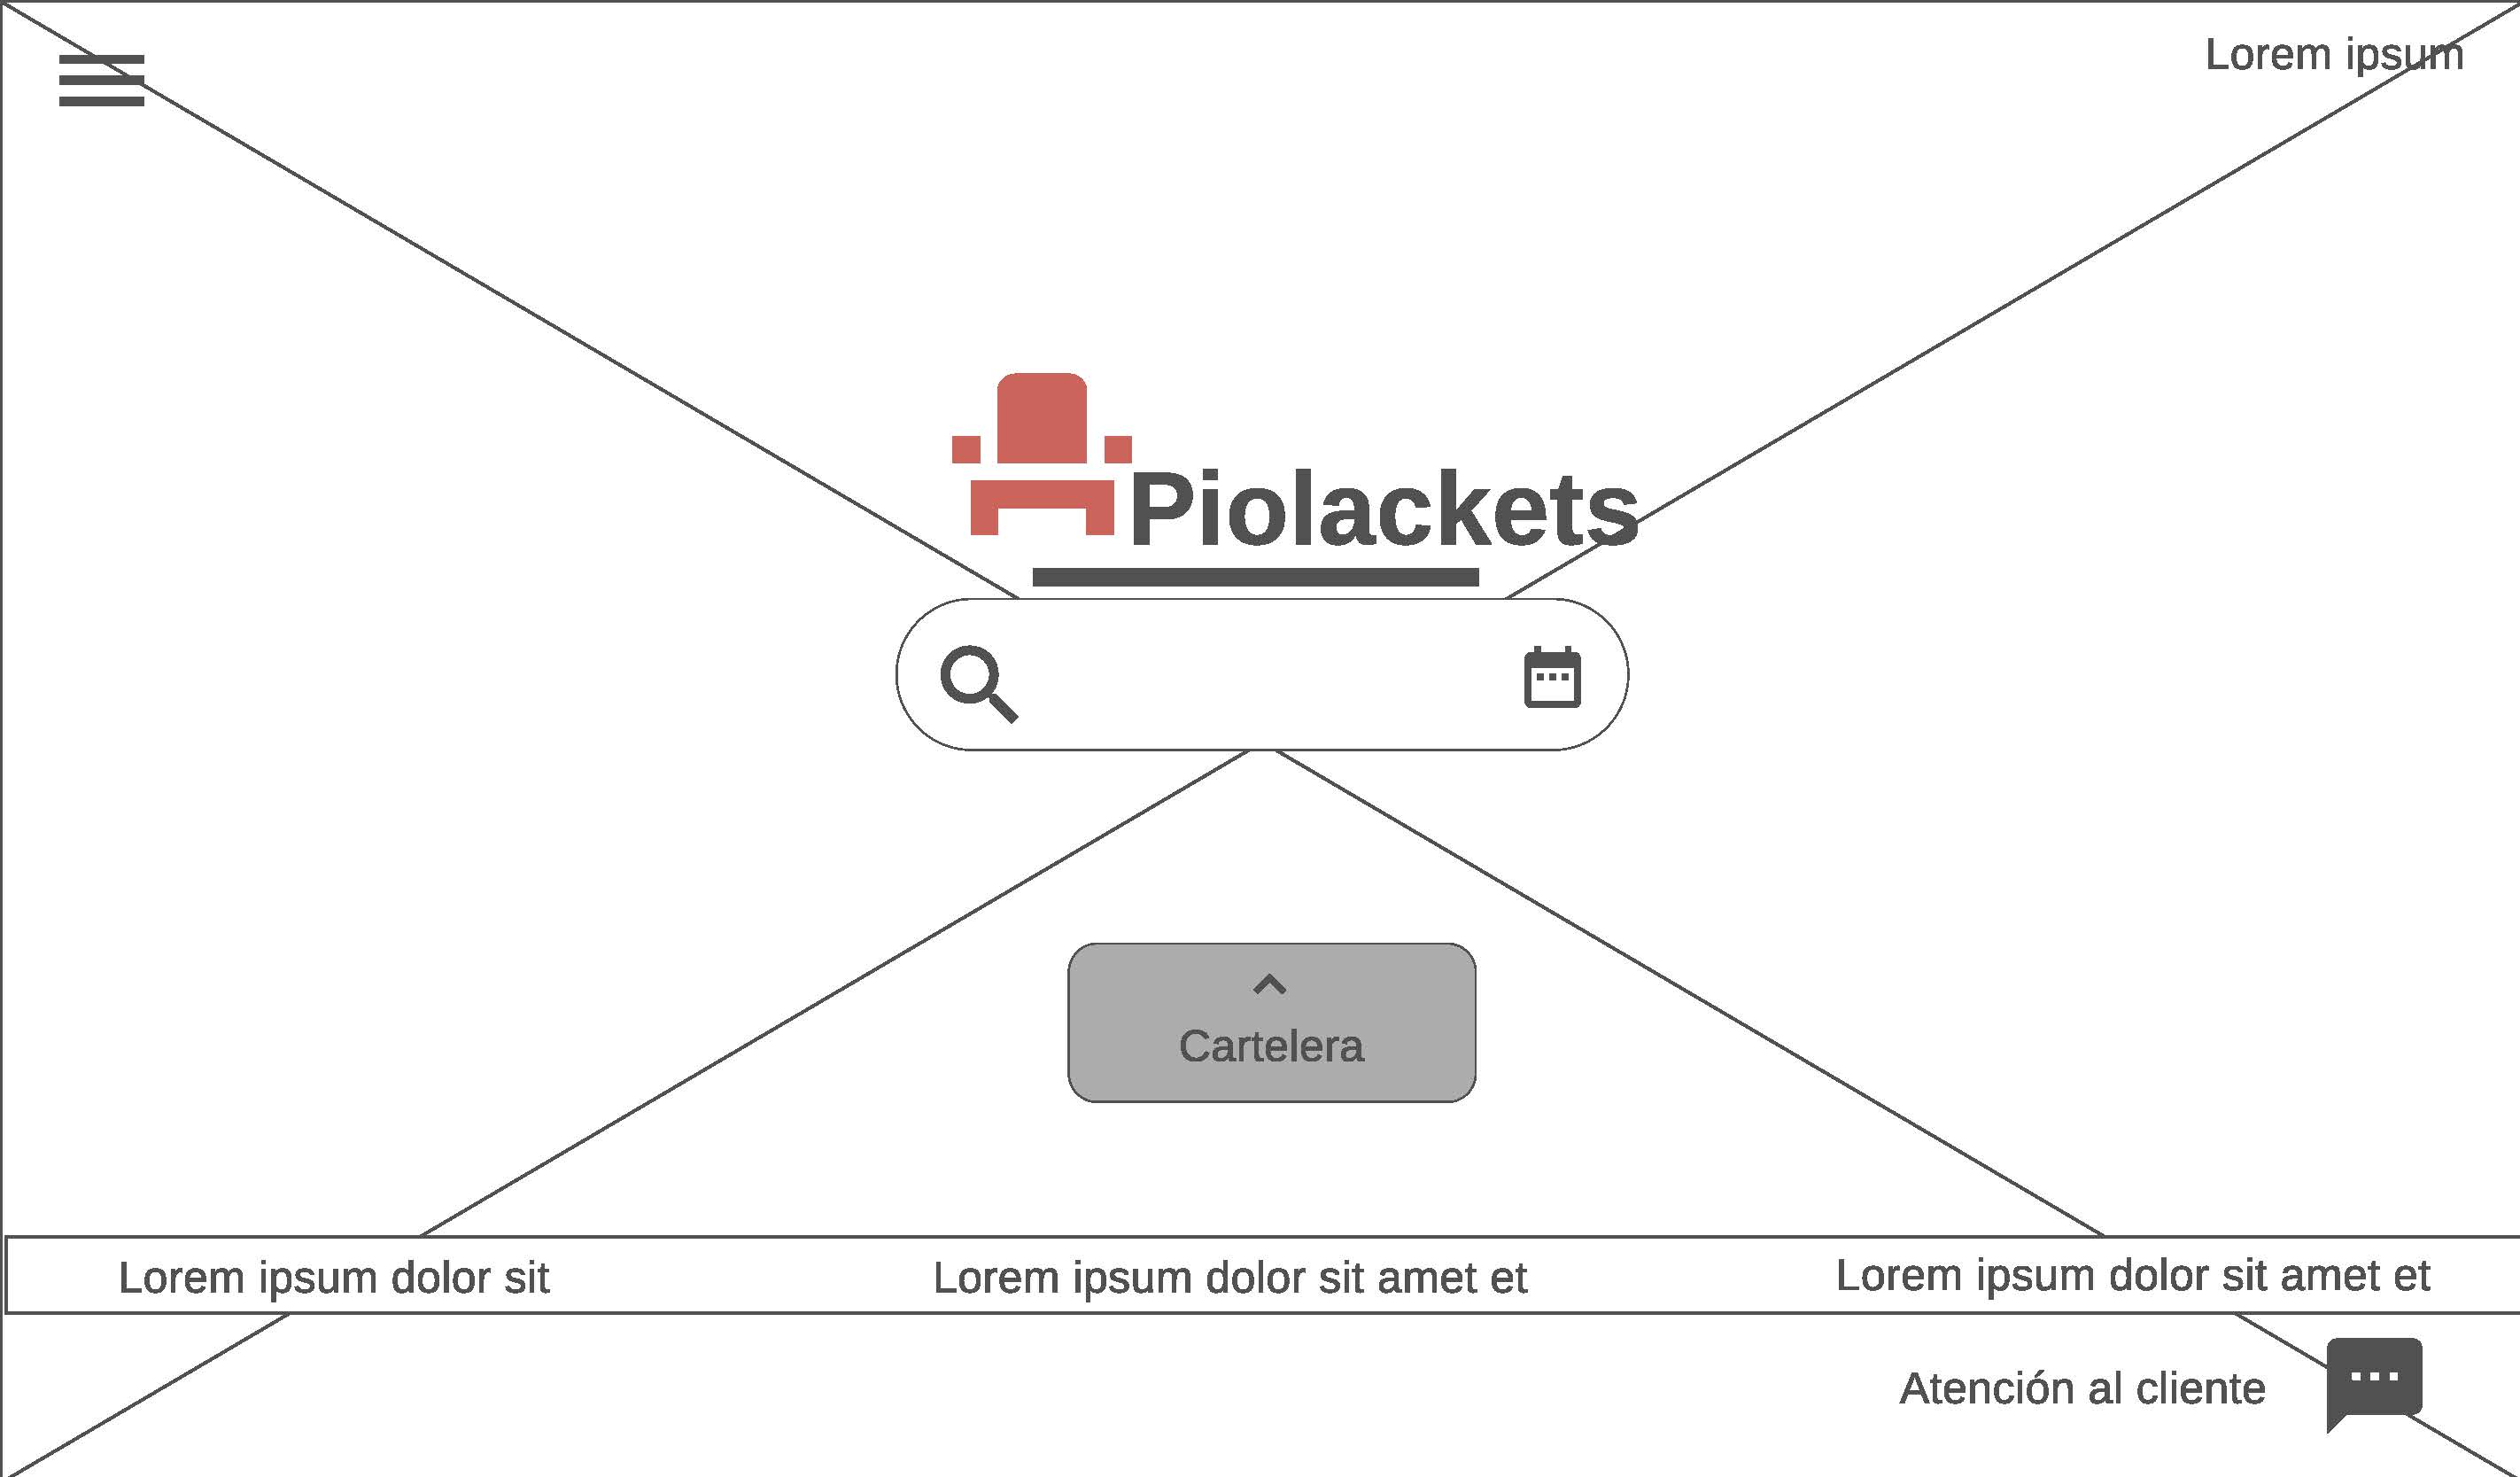 Lorem ipsum
Piolackets
Cartelera
Lorem ipsum dolor sit
Lorem ipsum dolor sit amet et
Lorem ipsum dolor sit amet et
Atención al cliente